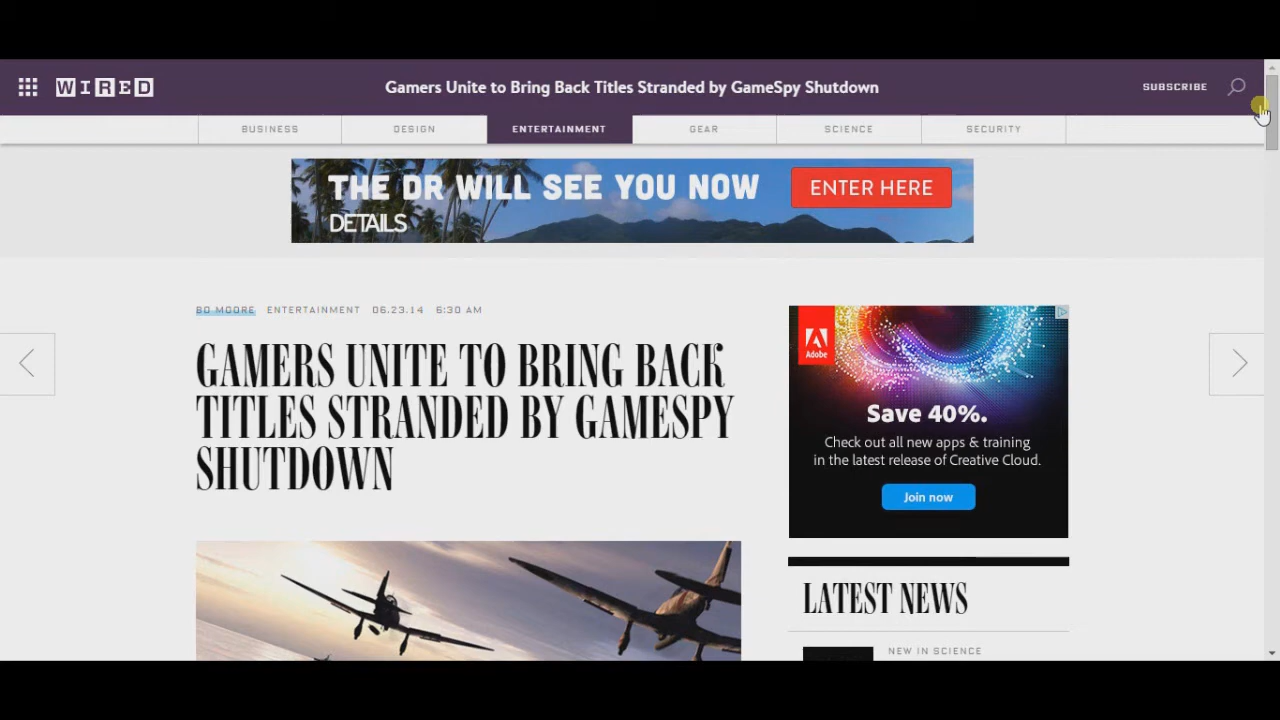 WIRED
Gamers Unite to Bring Back Titles Stranded by GameSpy Shutdown
SUBSCRIBE
BUSINESS
DESIGN
ENTERTAINMENT
GEAR
SCIENCE
SECURITY
THE DR WILL SEE YOU NOW
DETAILS
ENTER HERE
BO MOORE ENTERTAINMENT 06.23.14 6:30 AM
GAMERS UNITE TO BRING BACK
TITLES STRANDED BY GAMESPY
SHUTDOWN
Adobe
Save 40%.
Check out all new apps & training
in the latest release of Creative Cloud.
Join now
LATEST NEWS
NEW IN SCIENCE